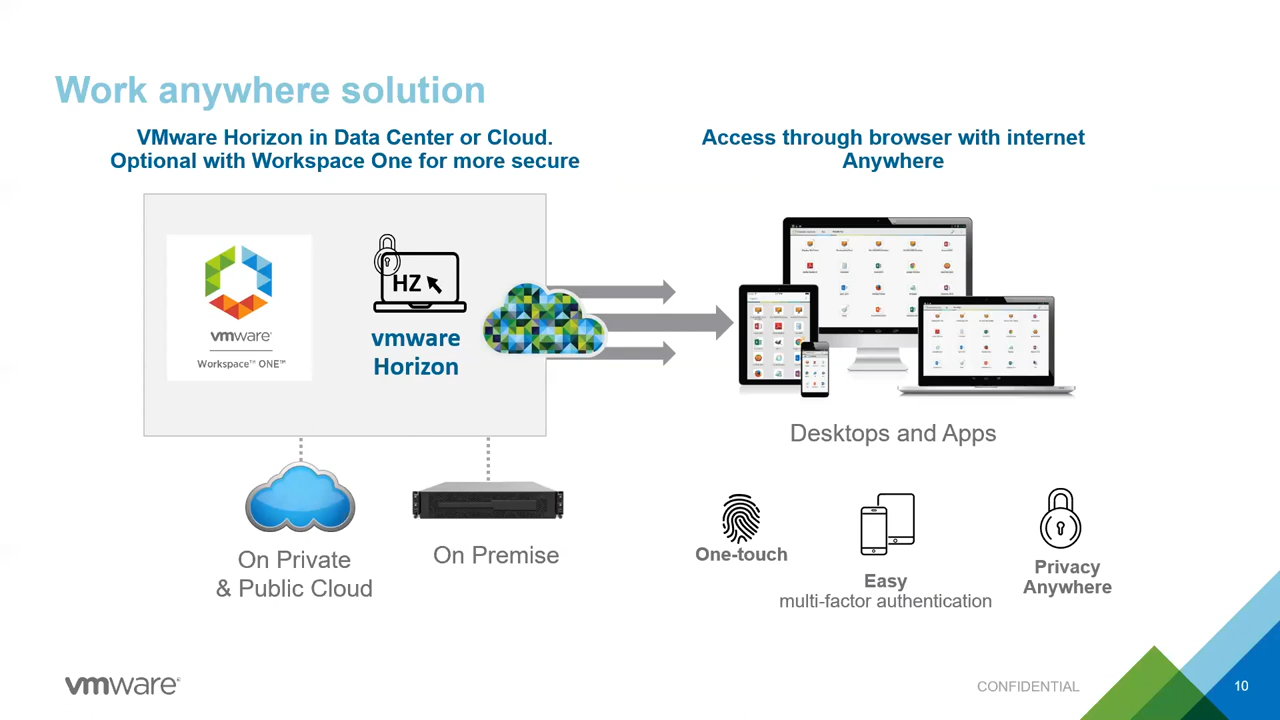 Work anywhere solution
VMware Horizon in Data Center or Cloud.
Optional with Workspace One for more secure
Access through browser with internet
Anywhere
vmware
Workspace™ ONE™
HZ
vmware
Horizon
Desktops and Apps
On Private
& Public Cloud
On Premise
One-touch
Easy
multi-factor authentication
Privacy
Anywhere
vmware
CONFIDENTIAL
10